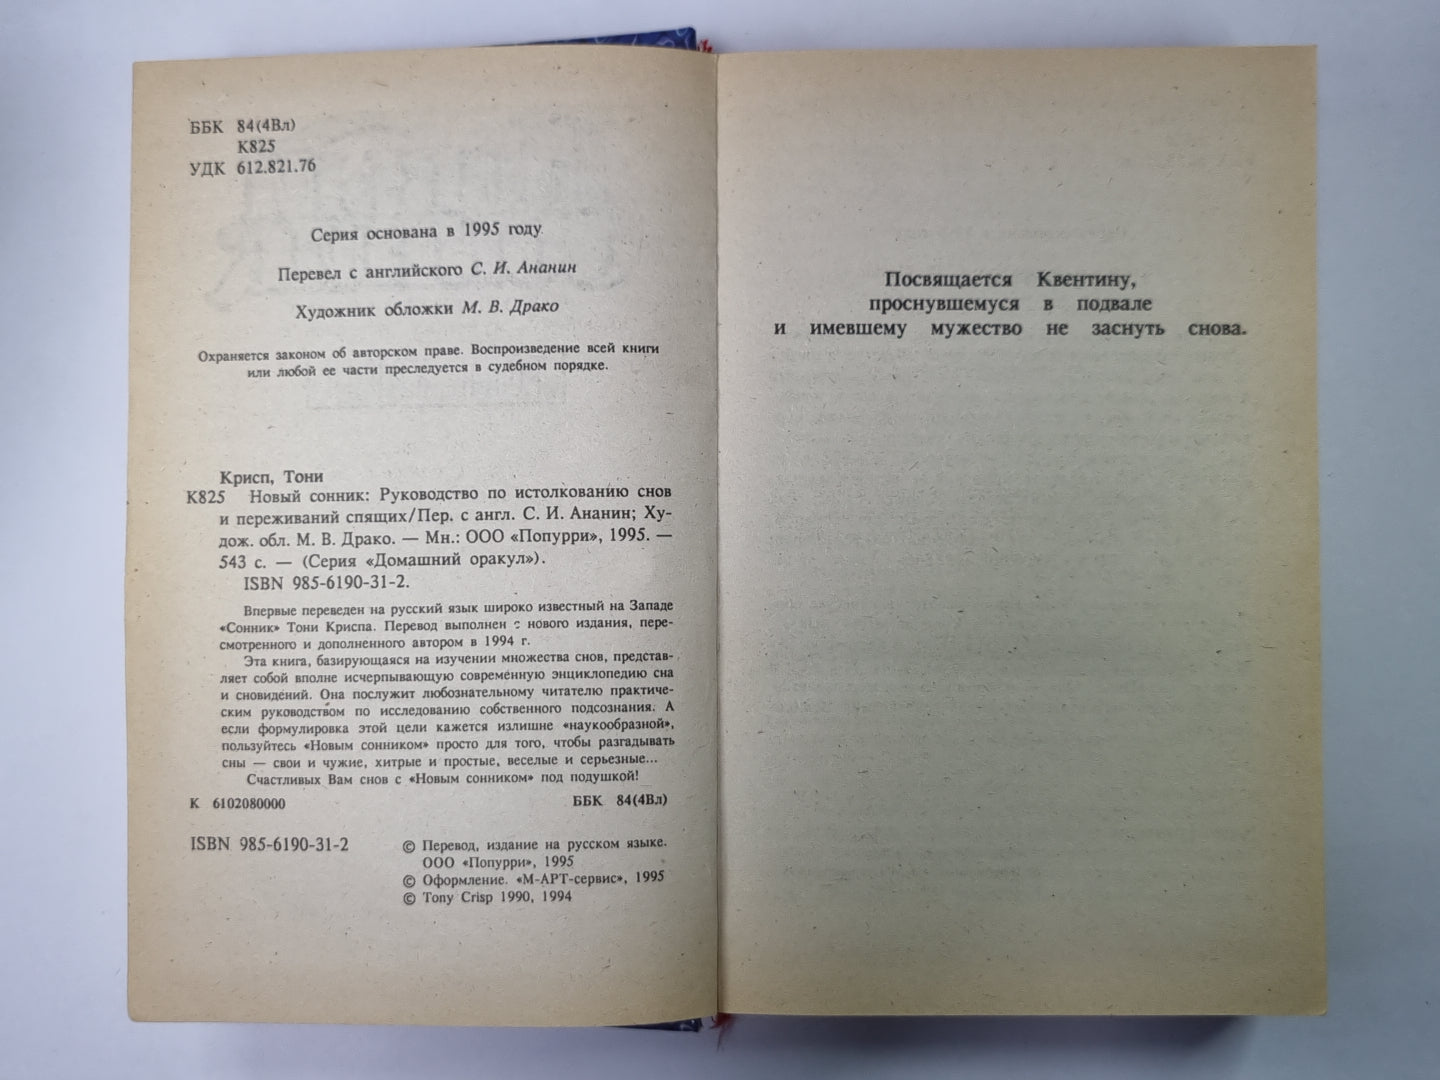 ББК 84(4Вл)
К825
УДК 612.821.76
Серия основана в 1995 году
Перевел с английского С. И. Ананин
Художник обложки М. В. Драко
Охраняется законом об авторском праве. Воспроизведение всей книги
или любой ее части преследуется в судебном порядке.
Крисп, Тони
К825 Новый сонник: Руководство по истолкованию снов
и переживаний спящих/Пер. с англ. С. И. Ананин; Ху-
дож. обл. М. В. Драко. — Мн.: ООО «Попурри», 1995. —
543 с. — (Серия «Домашний оракул»).
ISBN 985-6190-31-2.
Впервые переведен на русский язык широко известный на Западе
«Сонник» Тони Криспа. Перевод выполнен с нового издания, пере-
смотренного и дополненного автором в 1994 г.
Эта книга, базирующаяся на изучении множества снов, представ-
ляет собой вполне исчерпывающую современную энциклопедию сна
и сновидений. Она послужит любознательному читателю практиче-
ским руководством по исследованию собственного подсознания. А
если формулировка этой цели кажется излишне «наукообразной»,
пользуйтесь «Новым сонником» просто для того, чтобы разгадывать
сны — свои и чужие, хитрые и простые, веселые и серьезные...
Счастливых Вам снов с «Новым сонником» под подушкой!
К 6102080000 ББК 84(4Вл)
ISBN 985-6190-31-2
© Перевод, издание на русском языке.
ООО «Попурри», 1995
© Оформление. «М-АРТ-сервис», 1995
© Tony Crisp 1990, 1994
Посвящается Квентину,
проснувшемуся в подвале
и имевшему мужество не заснуть снова.